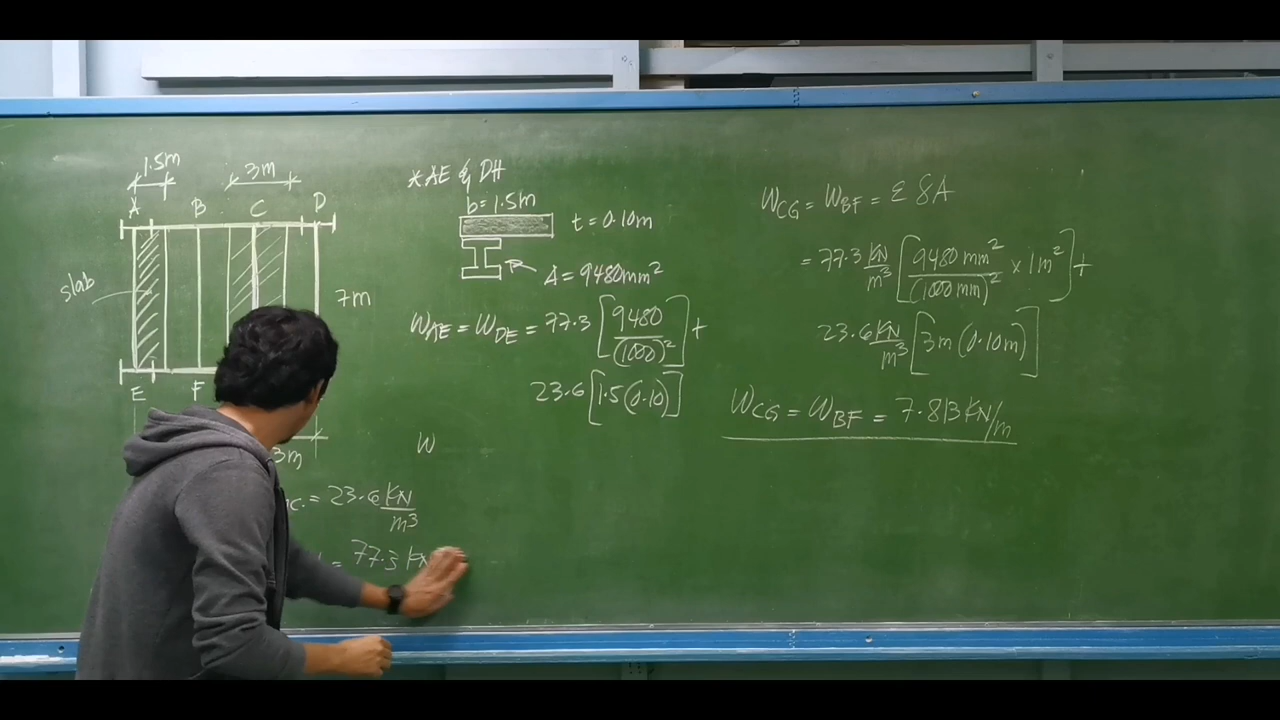 1.5m
3m
A B C D
slab
7m
E F
3m
c. = 23.6 KN/m³
= 77.3 KN
*AE & DH
b = 1.5m
t = 0.10m
A = 9480mm²
W_AE = W_DE = 77.3 [9480/(1000)²] +
23.6 [1.5(0.10)]
W
W_CG = W_BF = Σ 8A
= 77.3 KN/m³ [9480 mm²/(1000 mm)² × 1 m²] +
23.6 KN/m³ [3m (0.10m)]
W_CG = W_BF = 7.813 KN/m